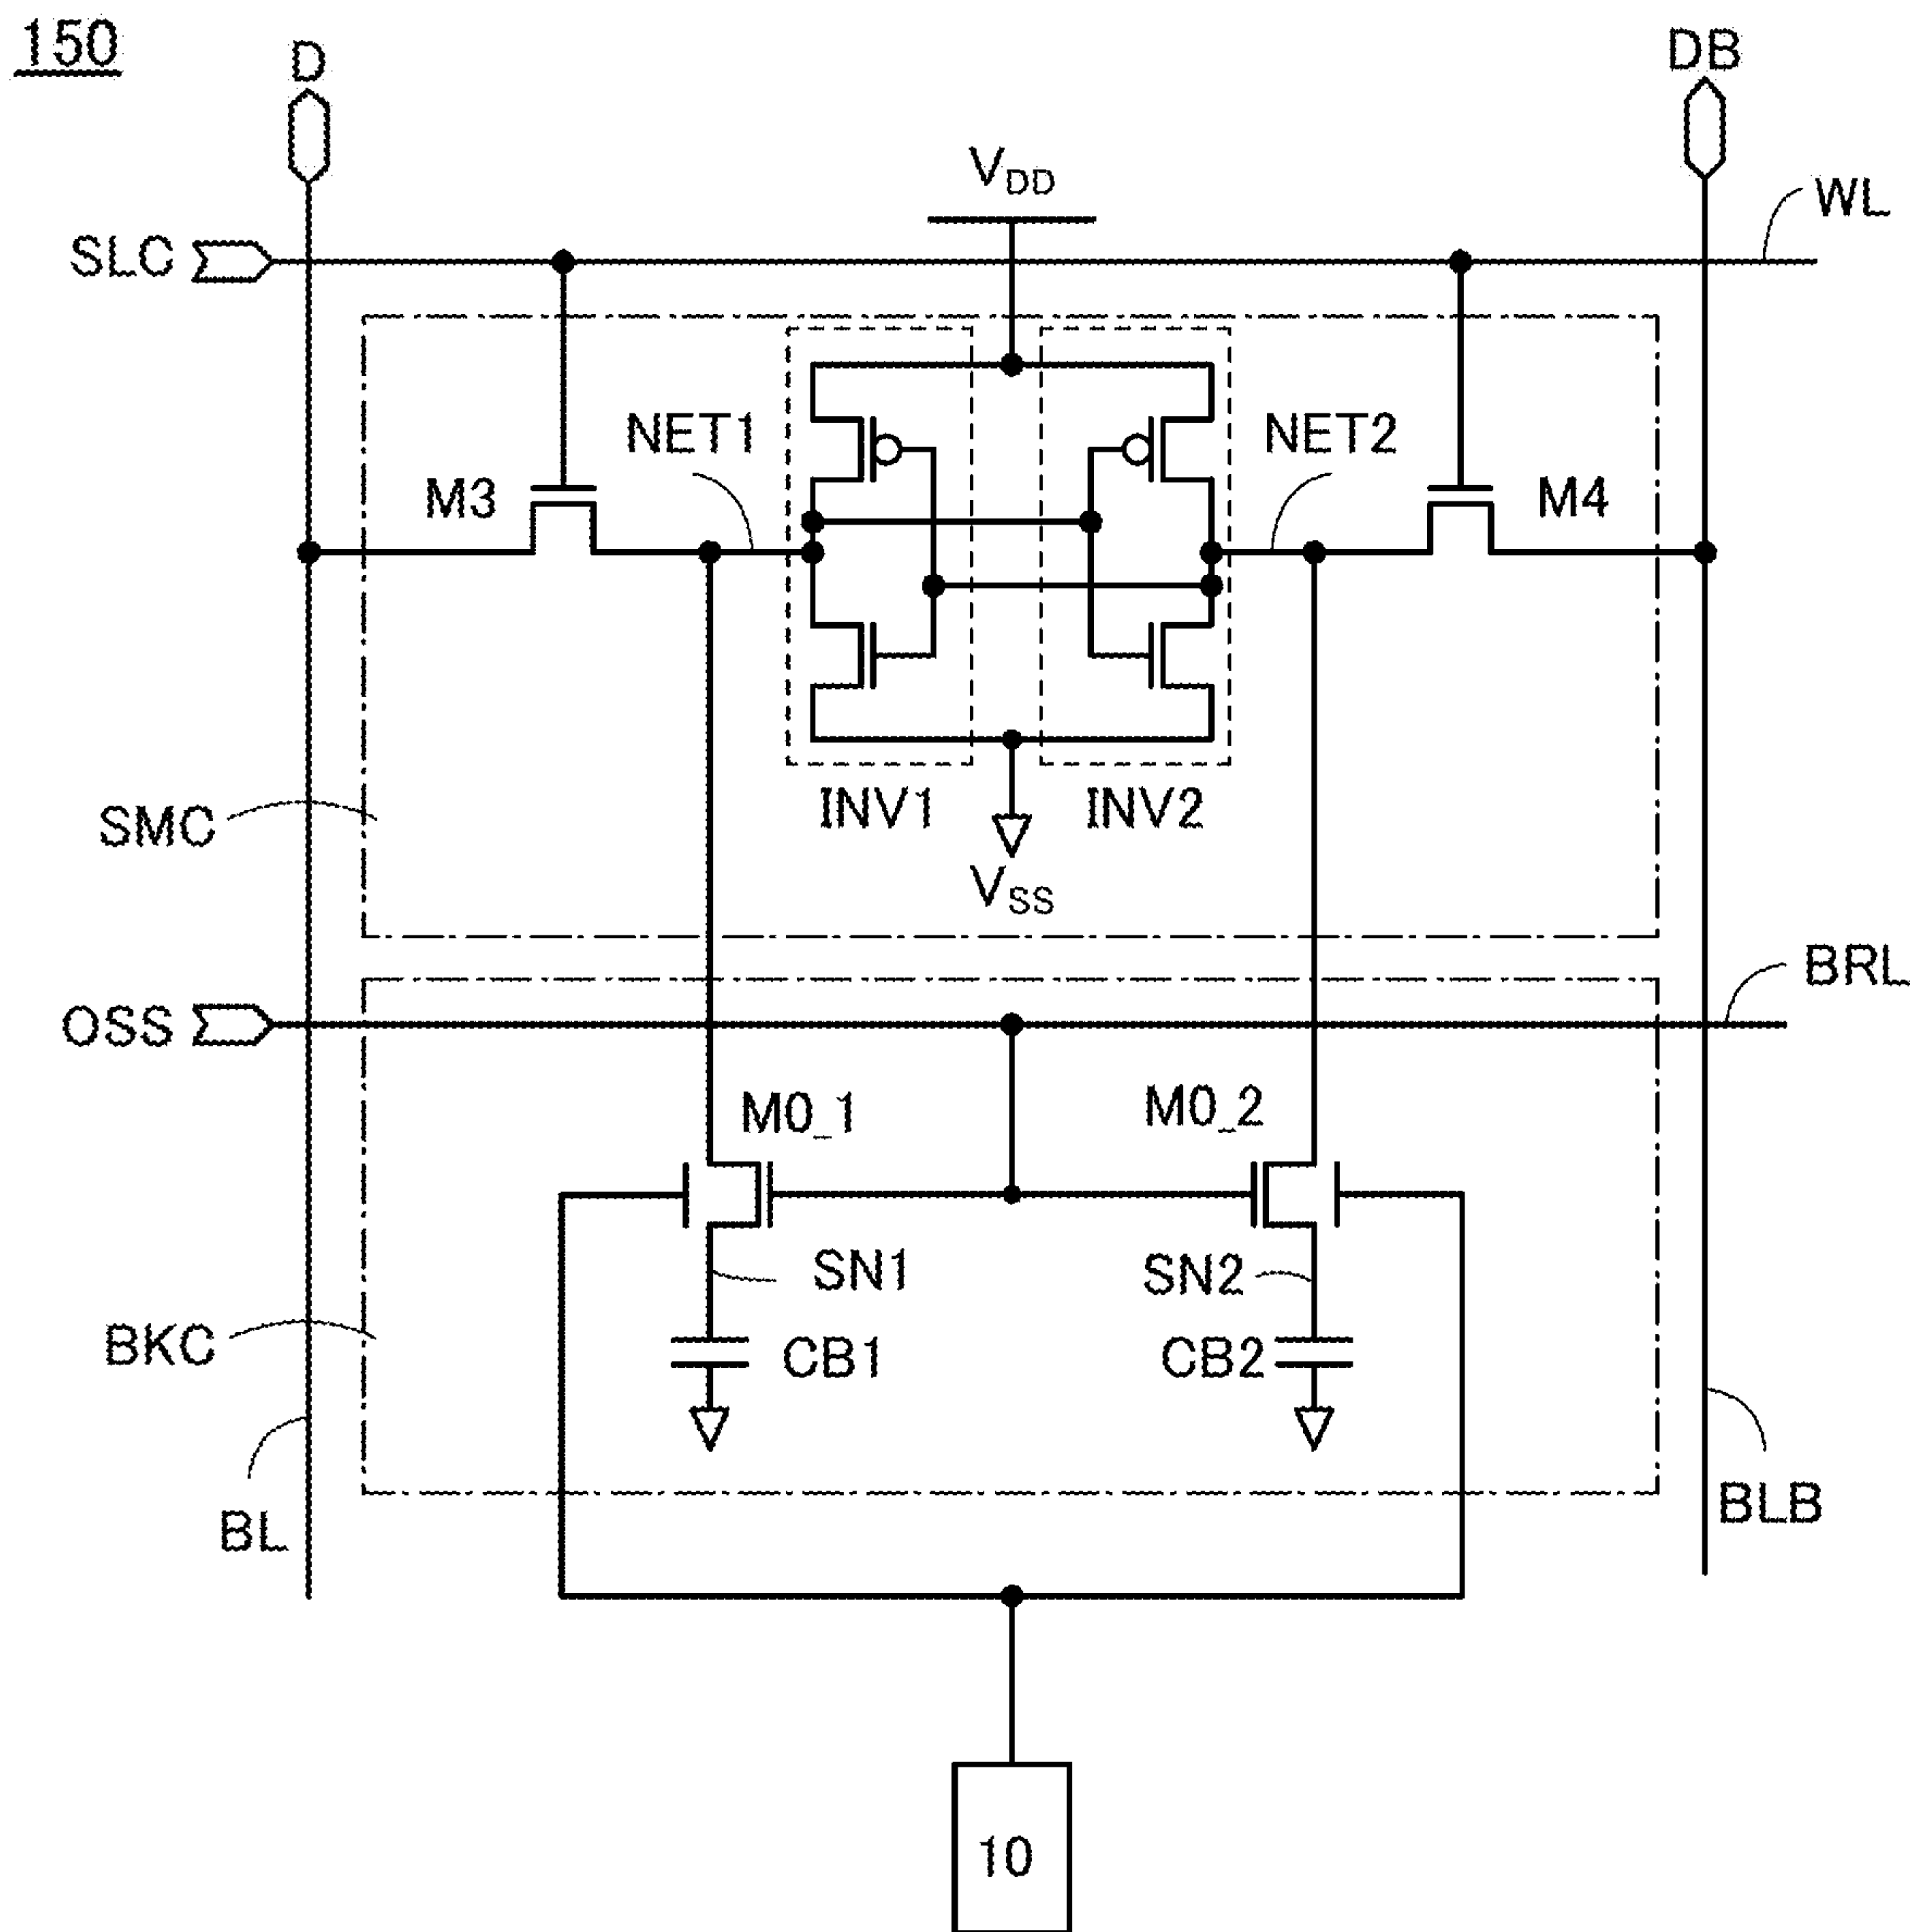 150
D
DB
VDD
WL
SLC
NET1
NET2
M3
M4
SMC
INV1
INV2
VSS
BRL
OSS
M0_1
M0_2
SN1
SN2
BKC
CB1
CB2
BL
BLB
10